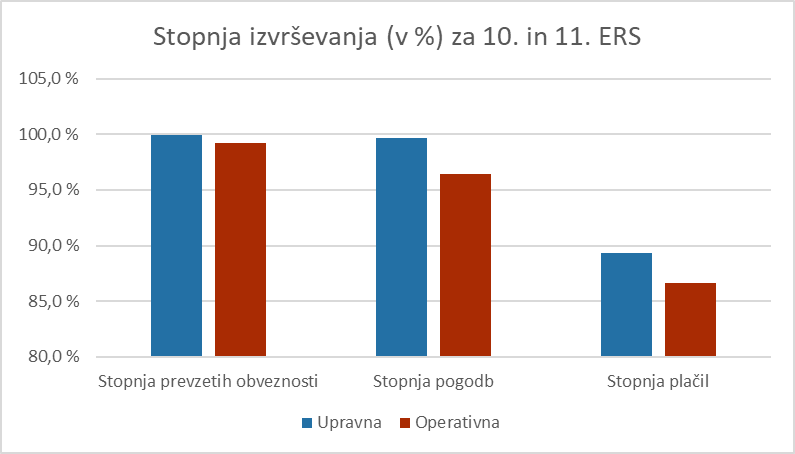 Stopnja izvrševanja (v %) za 10. in 11. ERS
105,0 %
100,0 %
95,0 %
90,0 %
85,0 %
80,0 %
Stopnja prevzetih obveznosti
Stopnja pogodb
Stopnja plačil
Upravna
Operativna